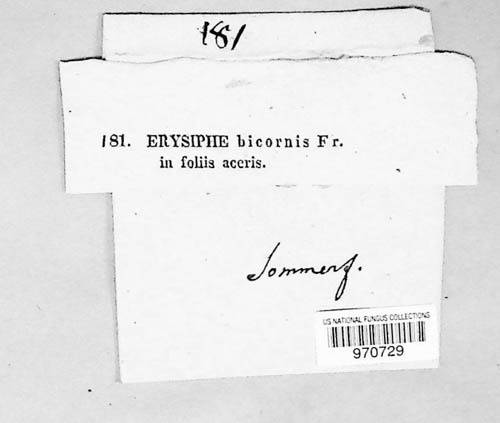 181
181. ERYSIPHE bicornis Fr.
in foliis aceris.
Sommerf.
US NATIONAL FUNGUS COLLECTIONS
970729